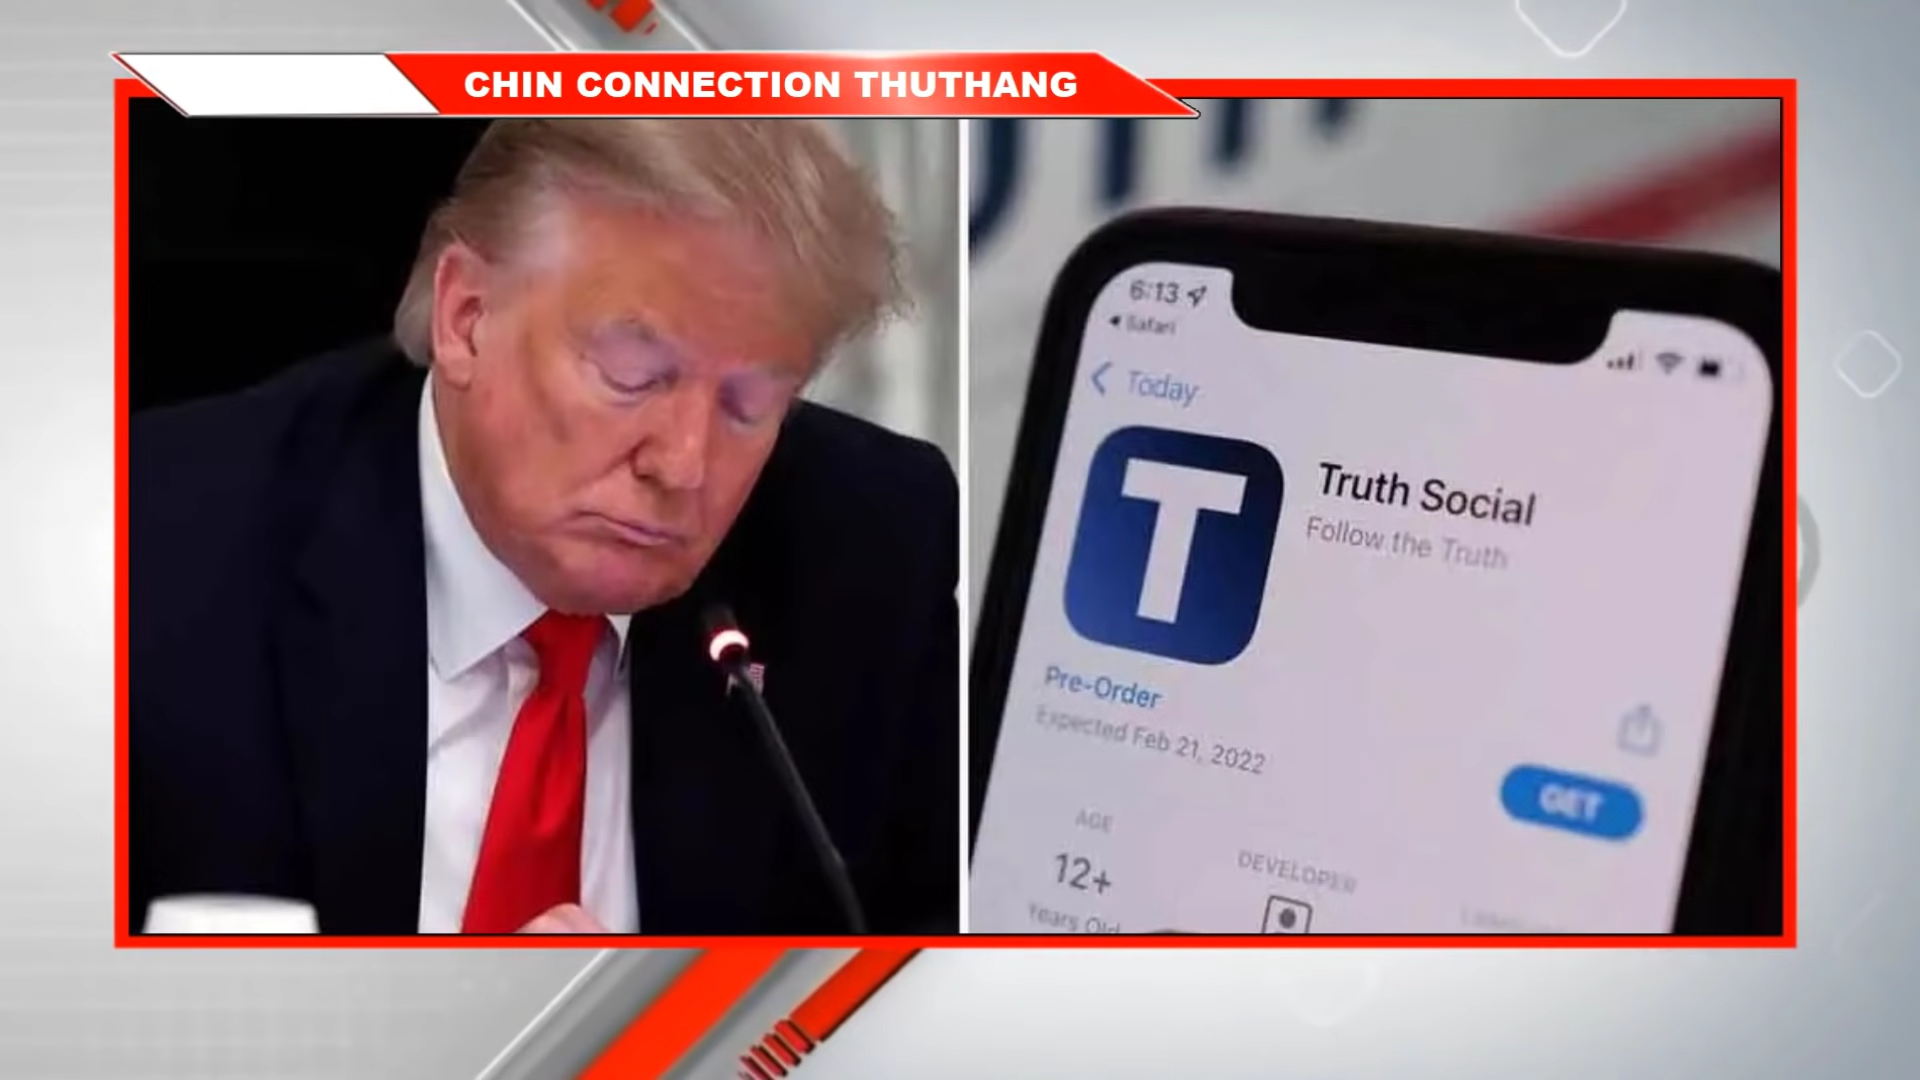 CHIN CONNECTION THUTHANG
6:13
Safari
Today
T
Truth Social
Follow the Truth
Pre-Order
Expected Feb 21, 2022
GET
AGE
12+
Years Old
DEVELOPER